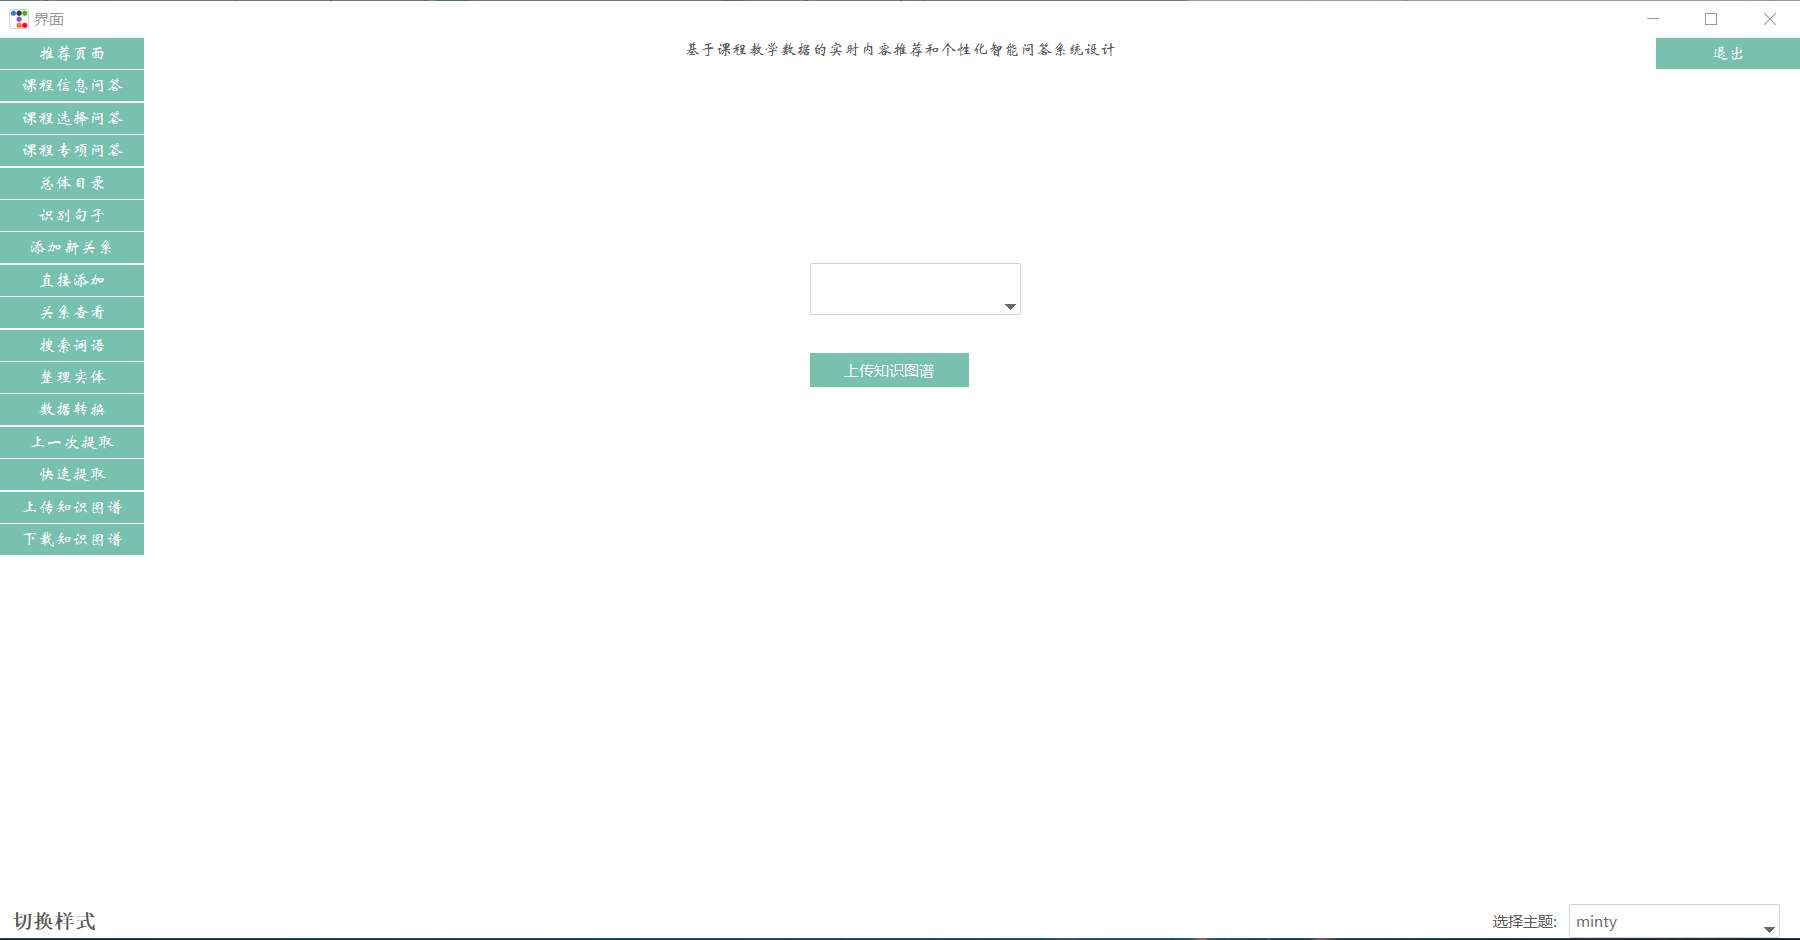 界面
基于课程教学数据的实时内容推荐和个性化智能问答系统设计
退出
推荐页面
课程信息问答
课程选择问答
课程专项问答
总体目录
识别句子
添加新关系
直接添加
关系查看
搜索词语
整理实体
数据转换
上一次提取
快速提取
上传知识图谱
下载知识图谱
上传知识图谱
切换样式
选择主题: minty